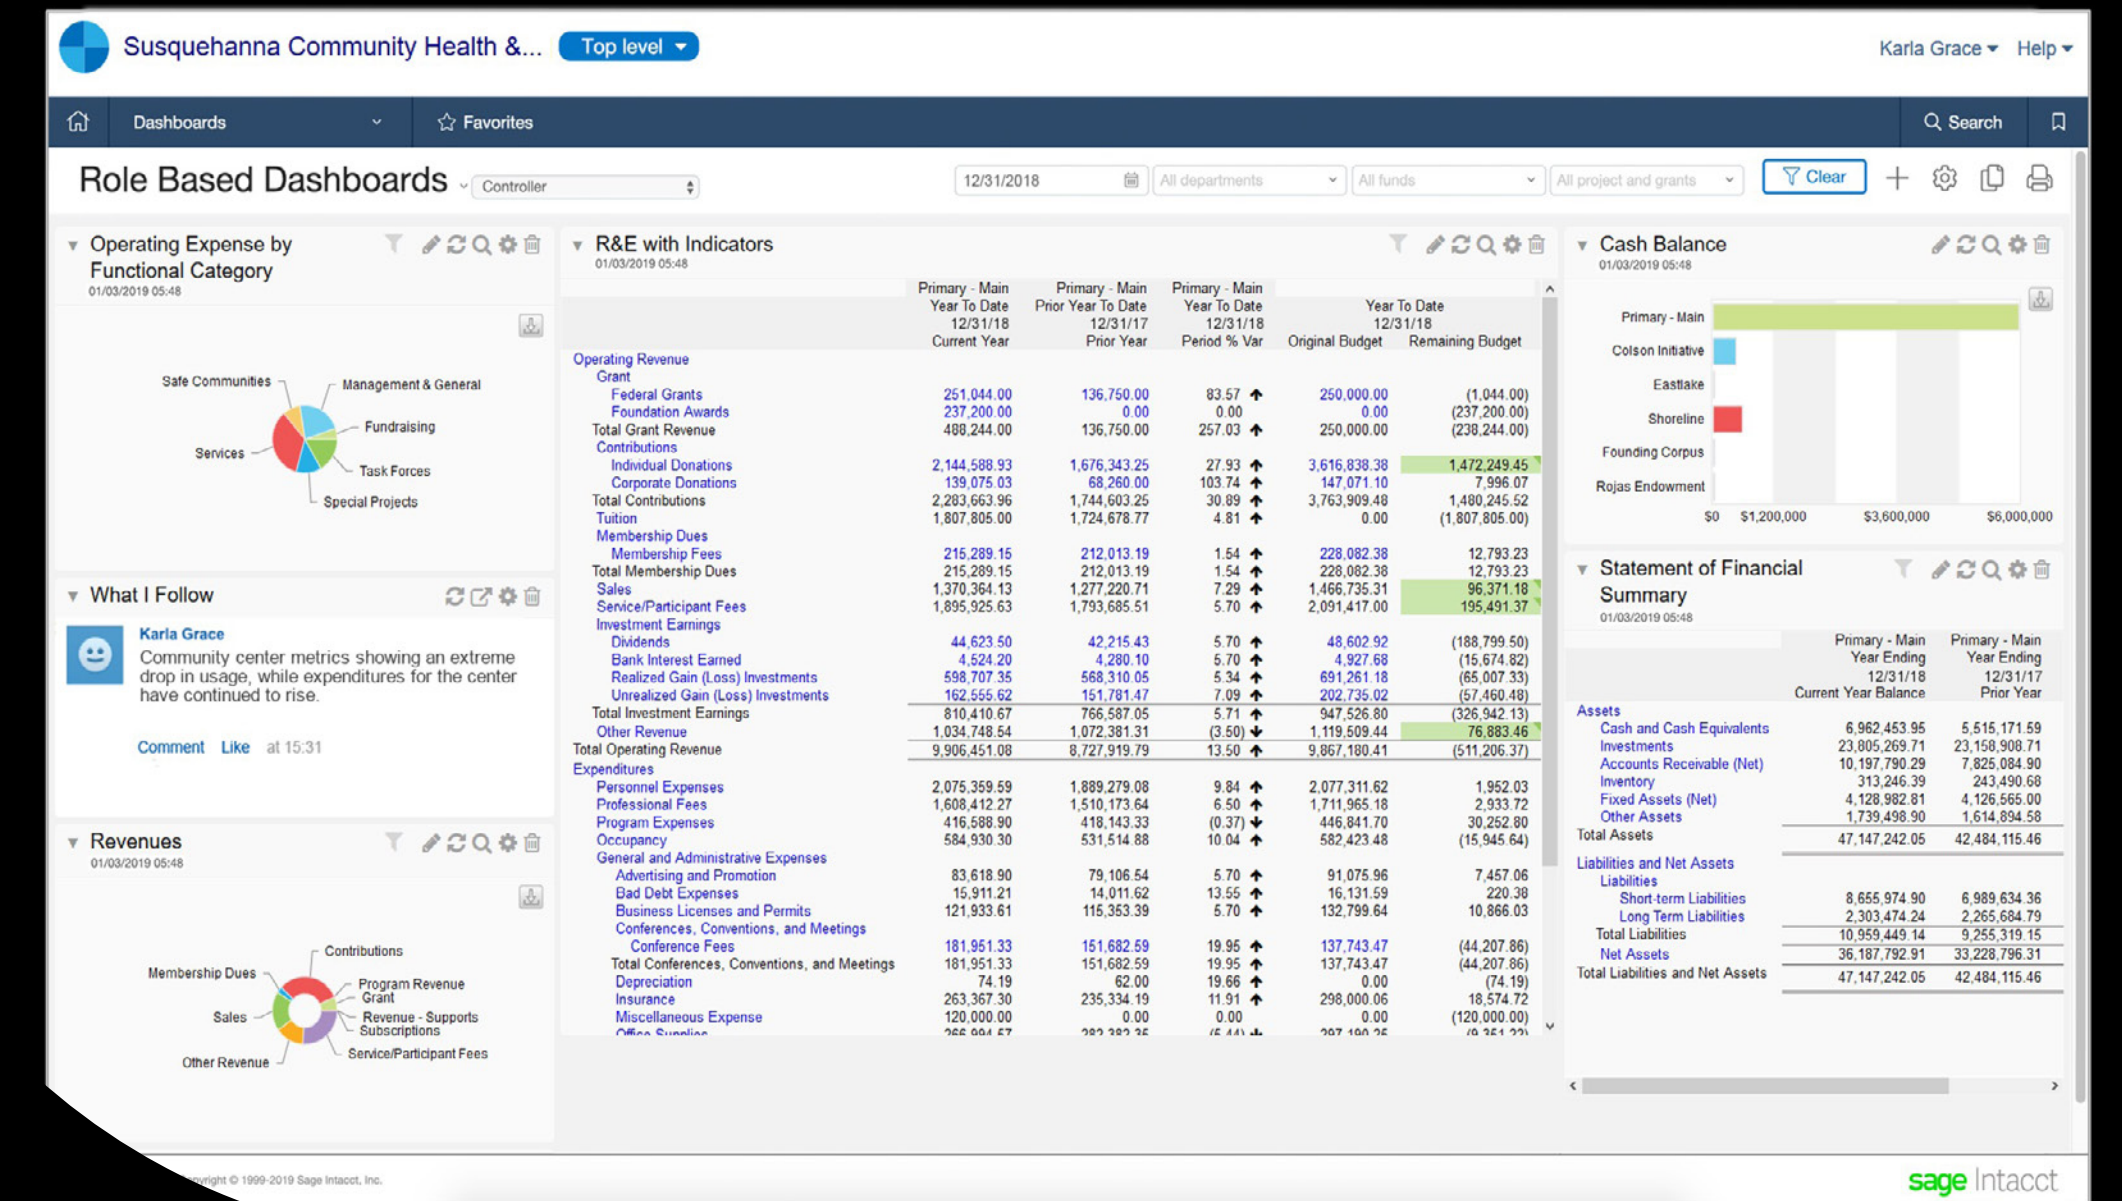 Susquehanna Community Health &...
Top level
Karla Grace
Help
Dashboards
Favorites
Search
Role Based Dashboards
Controller
12/31/2018
All departments
All funds
All project and grants
Clear
Operating Expense by
Functional Category
01/03/2019 05:48
Safe Communities
Management & General
Fundraising
Services
Task Forces
Special Projects
What I Follow
Karla Grace
Community center metrics showing an extreme
drop in usage, while expenditures for the center
have continued to rise.
Comment Like at 15:31
Revenues
01/03/2019 05:48
Contributions
Membership Dues
Program Revenue
Grant
Sales
Revenue - Supports
Subscriptions
Service/Participant Fees
Other Revenue
R&E with Indicators
01/03/2019 05:48
Primary - Main Primary - Main Primary - Main
Year To Date Prior Year To Date Year To Date Year To Date
12/31/18 12/31/17 12/31/18 12/31/18
Current Year Prior Year Period % Var Original Budget Remaining Budget
Operating Revenue
Grant
Federal Grants 251,044.00 136,750.00 83.57 250,000.00 (1,044.00)
Foundation Awards 237,200.00 0.00 0.00 0.00 (237,200.00)
Total Grant Revenue 488,244.00 136,750.00 257.03 250,000.00 (238,244.00)
Contributions
Individual Donations 2,144,588.93 1,676,343.25 27.93 3,616,838.38 1,472,249.45
Corporate Donations 139,075.03 68,260.00 103.74 147,071.10 7,996.07
Total Contributions 2,283,663.96 1,744,603.25 30.89 3,763,909.48 1,480,245.52
Tuition 1,807,805.00 1,724,678.77 4.81 0.00 (1,807,805.00)
Membership Dues
Membership Fees 215,289.15 212,013.19 1.54 228,082.38 12,793.23
Total Membership Dues 215,289.15 212,013.19 1.54 228,082.38 12,793.23
Sales 1,370,364.13 1,277,220.71 7.29 1,466,735.31 96,371.18
Service/Participant Fees 1,895,925.63 1,793,685.51 5.70 2,091,417.00 195,491.37
Investment Earnings
Dividends 44,623.50 42,215.43 5.70 48,602.92 (188,799.50)
Bank Interest Earned 4,524.20 4,280.10 5.70 4,927.68 (15,674.82)
Realized Gain (Loss) Investments 598,707.35 568,310.05 5.34 691,261.18 (65,007.33)
Unrealized Gain (Loss) Investments 162,555.62 151,781.47 7.09 202,735.02 (57,460.48)
Total Investment Earnings 810,410.67 766,587.05 5.71 947,526.80 (326,942.13)
Other Revenue 1,034,748.54 1,072,381.31 (3.50) 1,119,509.44 76,883.46
Total Operating Revenue 9,906,451.08 8,727,919.79 13.50 9,867,180.41 (511,206.37)
Expenditures
Personnel Expenses 2,075,359.59 1,889,279.08 9.84 2,077,311.62 1,952.03
Professional Fees 1,608,412.27 1,510,173.64 6.50 1,711,965.18 2,933.72
Program Expenses 416,588.90 418,143.33 (0.37) 446,841.70 30,252.80
Occupancy 584,930.30 531,514.88 10.04 582,423.48 (15,945.64)
General and Administrative Expenses
Advertising and Promotion 83,618.90 79,106.54 5.70 91,075.96 7,457.06
Bad Debt Expenses 15,911.21 14,011.62 13.55 16,131.59 220.38
Business Licenses and Permits 121,933.61 115,353.39 5.70 132,799.64 10,866.03
Conferences, Conventions, and Meetings
Conference Fees 181,951.33 151,682.59 19.95 137,743.47 (44,207.86)
Total Conferences, Conventions, and Meetings 181,951.33 151,682.59 19.95 137,743.47 (44,207.86)
Depreciation 74.19 62.00 19.66 0.00 (74.19)
Insurance 263,367.30 235,334.19 11.91 298,000.06 18,574.72
Miscellaneous Expense 120,000.00 0.00 0.00 0.00 (120,000.00)
Office Supplies
Cash Balance
01/03/2019 05:48
Primary - Main
Colson Initiative
Eastlake
Shoreline
Founding Corpus
Rojas Endowment
$0 $1,200,000 $3,600,000 $6,000,000
Statement of Financial
Summary
01/03/2019 05:48
Primary - Main Primary - Main
Year Ending Year Ending
12/31/18 12/31/17
Current Year Balance Prior Year
Assets
Cash and Cash Equivalents 6,962,453.95 5,515,171.59
Investments 23,805,269.71 23,158,908.71
Accounts Receivable (Net) 10,197,790.29 7,825,084.90
Inventory 313,246.39 243,490.68
Fixed Assets (Net) 4,128,982.81 4,126,565.00
Other Assets 1,739,498.90 1,614,894.58
Total Assets 47,147,242.05 42,484,115.46
Liabilities and Net Assets
Liabilities
Short-term Liabilities 8,655,974.90 6,989,634.36
Long Term Liabilities 2,303,474.24 2,265,684.79
Total Liabilities 10,959,449.14 9,255,319.15
Net Assets 36,187,792.91 33,228,796.31
Total Liabilities and Net Assets 47,147,242.05 42,484,115.46
© 1999-2019 Sage Intacct, Inc.
sage Intacct